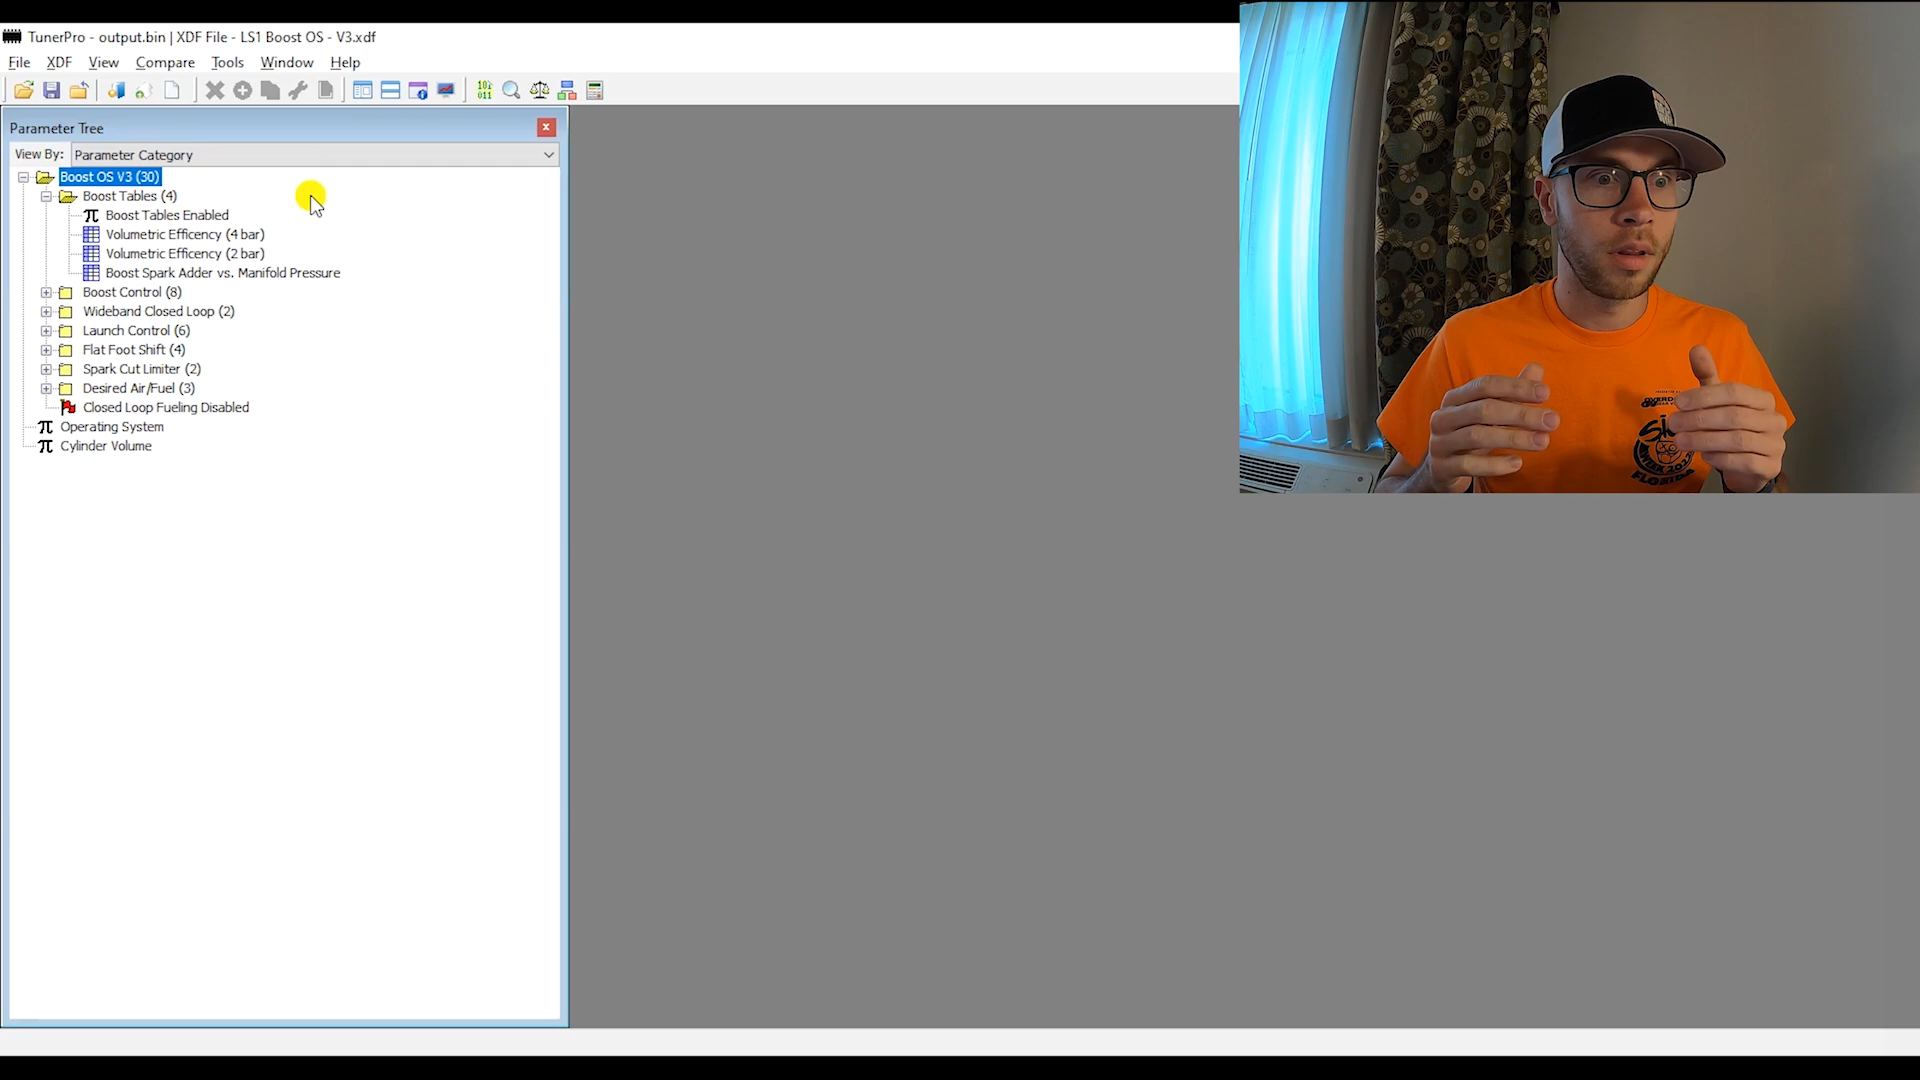 TunerPro - output.bin | XDF File - LS1 Boost OS - V3.xdf
File XDF View Compare Tools Window Help
Parameter Tree
View By: Parameter Category
Boost OS V3 (30)
Boost Tables (4)
Boost Tables Enabled
Volumetric Efficency (4 bar)
Volumetric Efficency (2 bar)
Boost Spark Adder vs. Manifold Pressure
Boost Control (8)
Wideband Closed Loop (2)
Launch Control (6)
Flat Foot Shift (4)
Spark Cut Limiter (2)
Desired Air/Fuel (3)
Closed Loop Fueling Disabled
Operating System
Cylinder Volume
FLORIDA